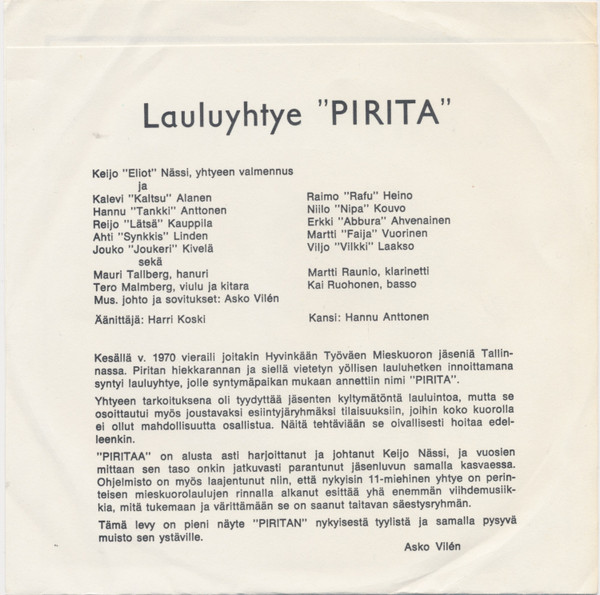 Lauluyhtye "PIRITA"
Keijo "Eliot" Nässi, yhtyeen valmennus
ja
Kalevi "Kaltsu" Alanen
Hannu "Tankki" Anttonen
Reijo "Lätsä" Kauppila
Ahti "Synkkis" Linden
Jouko "Joukeri" Kivelä
sekä
Mauri Tallberg, hanuri
Tero Malmberg, viulu ja kitara
Mus. johto ja sovitukset: Asko Vilén
Äänittäjä: Harri Koski
Raimo "Rafu" Heino
Niilo "Nipa" Kouvo
Erkki "Abbura" Ahvenainen
Martti "Faija" Vuorinen
Viljo "Vilkki" Laakso
Martti Raunio, klarinetti
Kai Ruohonen, basso
Kansi: Hannu Anttonen
Kesällä v. 1970 vieraili joitakin Hyvinkään Työväen Mieskuoron jäseniä Tallin-
nassa. Piritan hiekkarannan ja siellä vietetyn yöllisen lauluhetken innoittamana
syntyi lauluyhtye, jolle syntymäpaikan mukaan annettiin nimi "PIRITA".
Yhtyeen tarkoituksena oli tyydyttää jäsenten kyltymätöntä lauluintoa, mutta se
osoittautui myös joustavaksi esiintyjäryhmäksi tilaisuuksiin, joihin koko kuorolla
ei ollut mahdollisuutta osallistua. Näitä tehtäviään se oivallisesti hoitaa edel-
leenkin.
"PIRITAA" on alusta asti harjoittanut ja johtanut Keijo Nässi, ja vuosien
mittaan sen taso onkin jatkuvasti parantunut jäsenluvun samalla kasvaessa.
Ohjelmisto on myös laajentunut niin, että nykyisin 11-miehinen yhtye on perin-
teisen mieskuorolaulujen rinnalla alkanut esittää yhä enemmän viihdemusiik-
kia, mitä tukemaan ja värittämään se on saanut taitavan säestysryhmän.
Tämä levy on pieni näyte "PIRITAN" nykyisestä tyylistä ja samalla pysyvä
muisto sen ystäville.
Asko Vilén